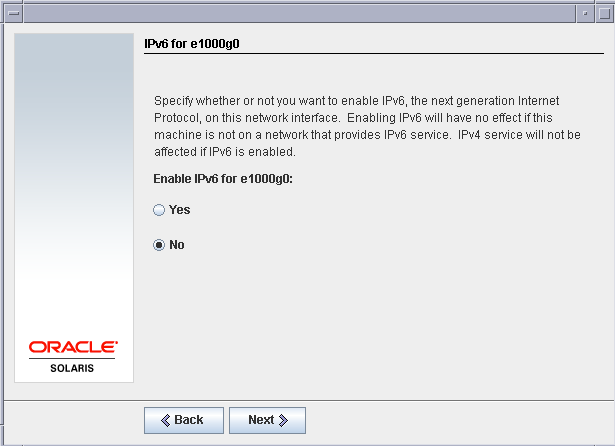 IPv6 for e1000g0
Specify whether or not you want to enable IPv6, the next generation Internet
Protocol, on this network interface.  Enabling IPv6 will have no effect if this
machine is not on a network that provides IPv6 service.  IPv4 service will not be
affected if IPv6 is enabled.
Enable IPv6 for e1000g0:
Yes
No
ORACLE
SOLARIS
Back Next